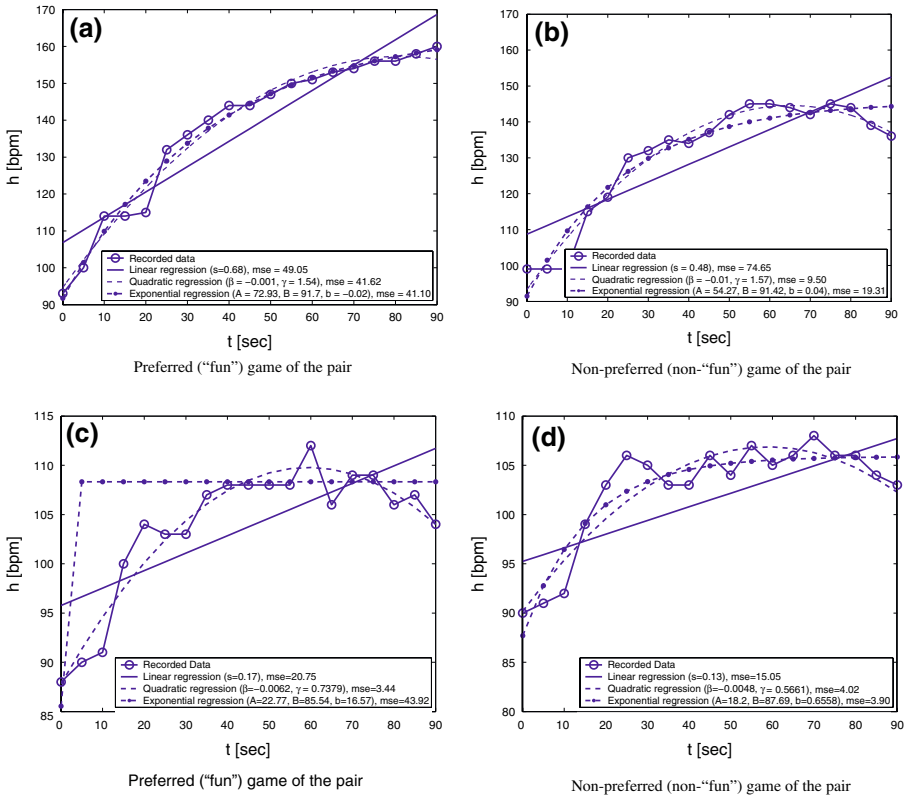 (a)
h [bpm]
170
160
150
140
130
120
110
100
90
0 10 20 30 40 50 60 70 80 90
t [sec]
Recorded data
Linear regression (s=0.68), mse = 49.05
Quadratic regression (β = -0.001, γ = 1.54), mse = 41.62
Exponential regression (A = 72.93, B = 91.7, b = -0.02), mse = 41.10
Preferred (“fun”) game of the pair
(b)
h [bpm]
170
160
150
140
130
120
110
100
90
0 10 20 30 40 50 60 70 80 90
t [sec]
Recorded data
Linear regression (s = 0.48), mse = 74.65
Quadratic regression (β = -0.01, γ = 1.57), mse = 9.50
Exponential regression (A = 54.27, B = 91.42, b = 0.04), mse = 19.31
Non-preferred (non-“fun”) game of the pair
(c)
h [bpm]
115
110
105
100
95
90
85
0 10 20 30 40 50 60 70 80 90
t [sec]
Recorded Data
Linear regression (s=0.17), mse=20.75
Quadratic regression (β=-0.0062, γ = 0.7379), mse=3.44
Exponential regression (A=22.77, B=85.54, b=16.57), mse=43.92
Preferred (“fun”) game of the pair
(d)
h [bpm]
110
105
100
95
90
85
80
0 10 20 30 40 50 60 70 80 90
t [sec]
Recorded Data
Linear regression (s=0.13), mse=15.05
Quadratic regression (β=-0.0048, γ = 0.5661), mse=4.02
Exponential regression (A=18.2, B=87.69, b=0.6558), mse=3.90
Non-preferred (non-“fun”) game of the pair